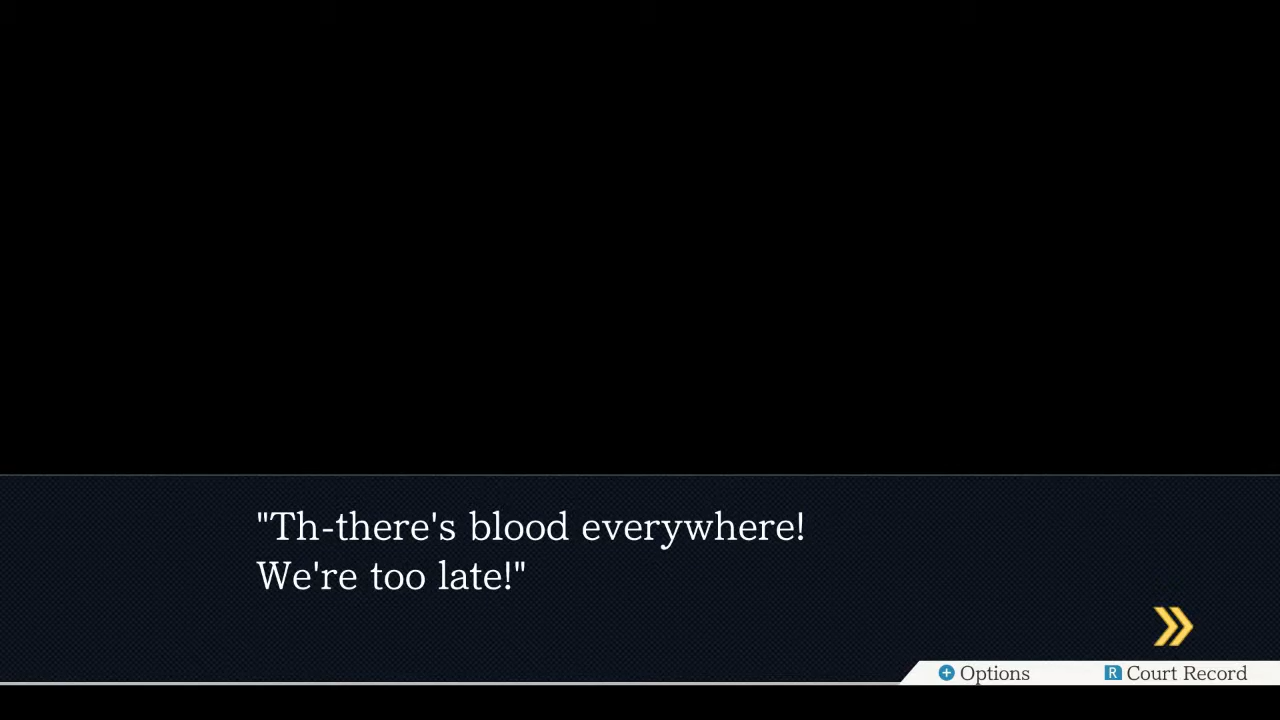 "Th-there's blood everywhere!
We're too late!"
+ Options
R Court Record